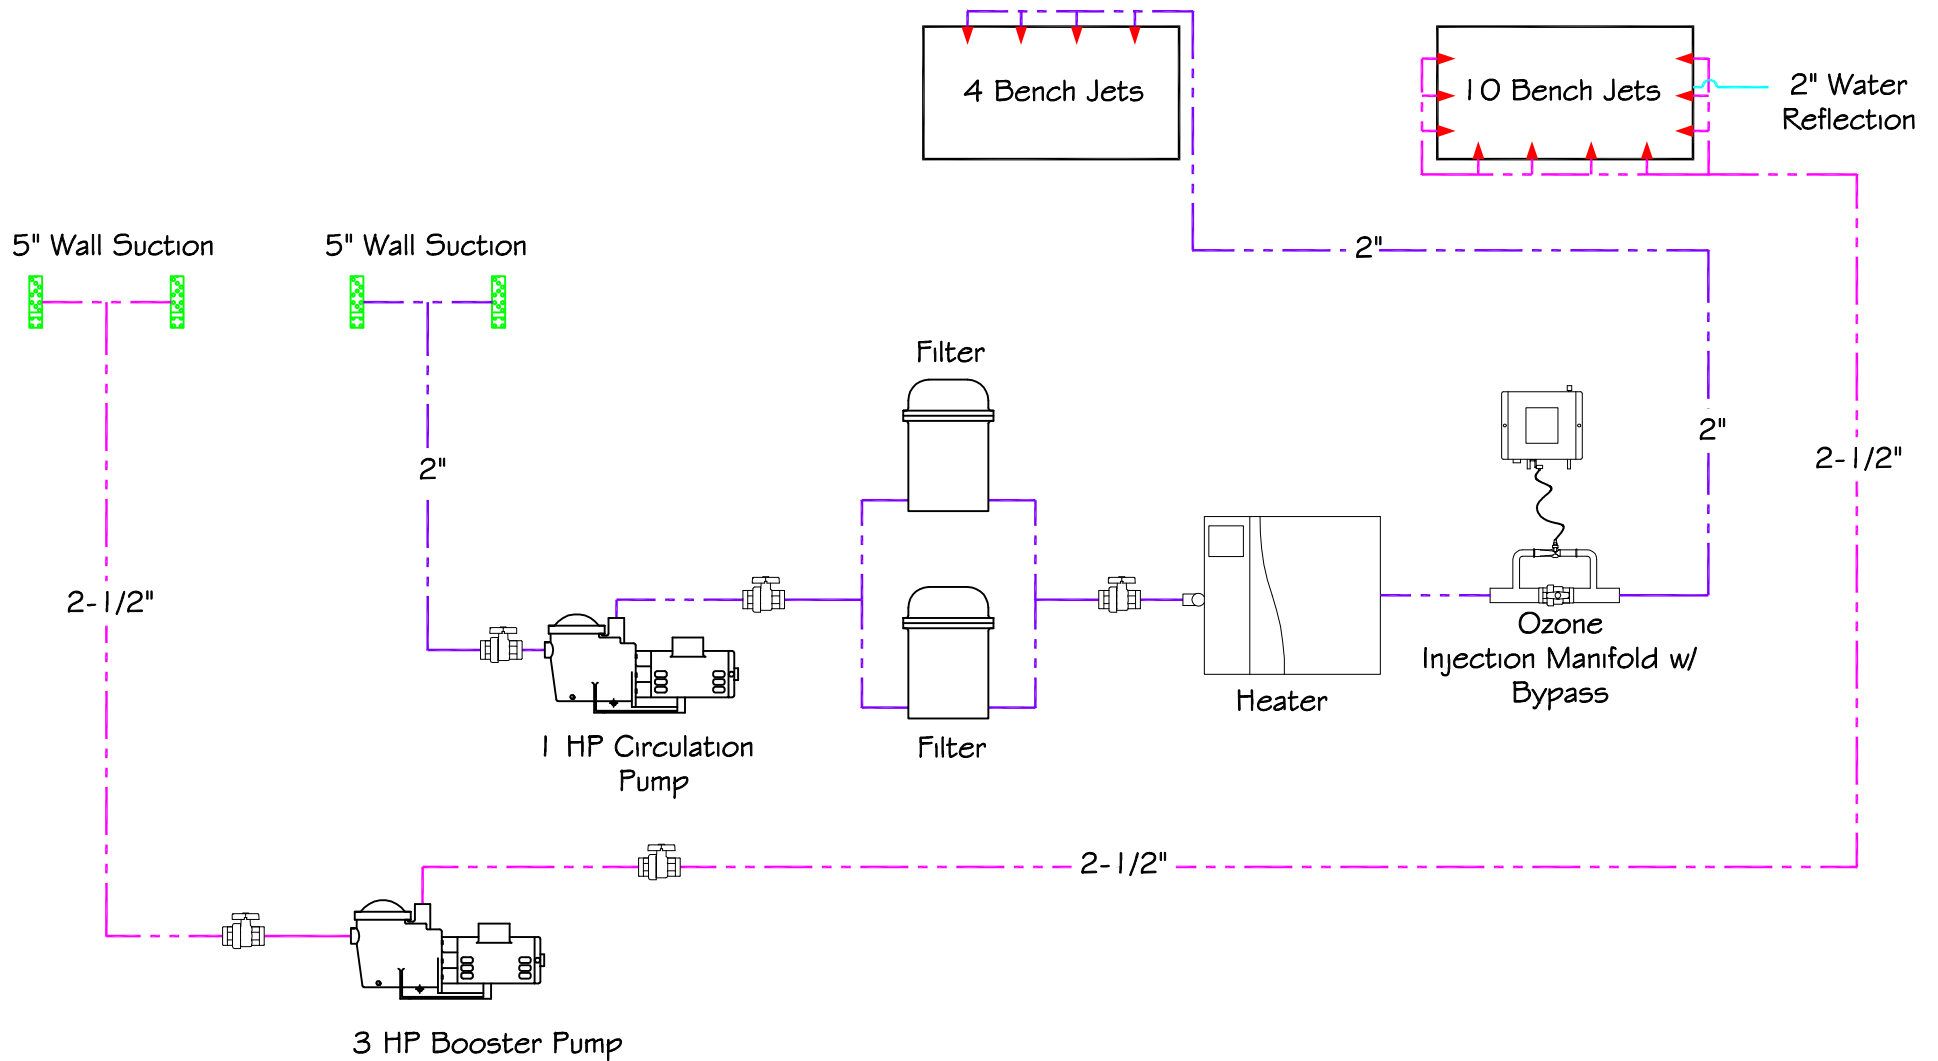 4 Bench Jets
10 Bench Jets
2" Water
Reflection
5" Wall Suction
5" Wall Suction
2"
Filter
2"
2-1/2"
2"
2-1/2"
Ozone
Injection Manifold w/
Bypass
Heater
1 HP Circulation
Pump
Filter
2-1/2"
3 HP Booster Pump